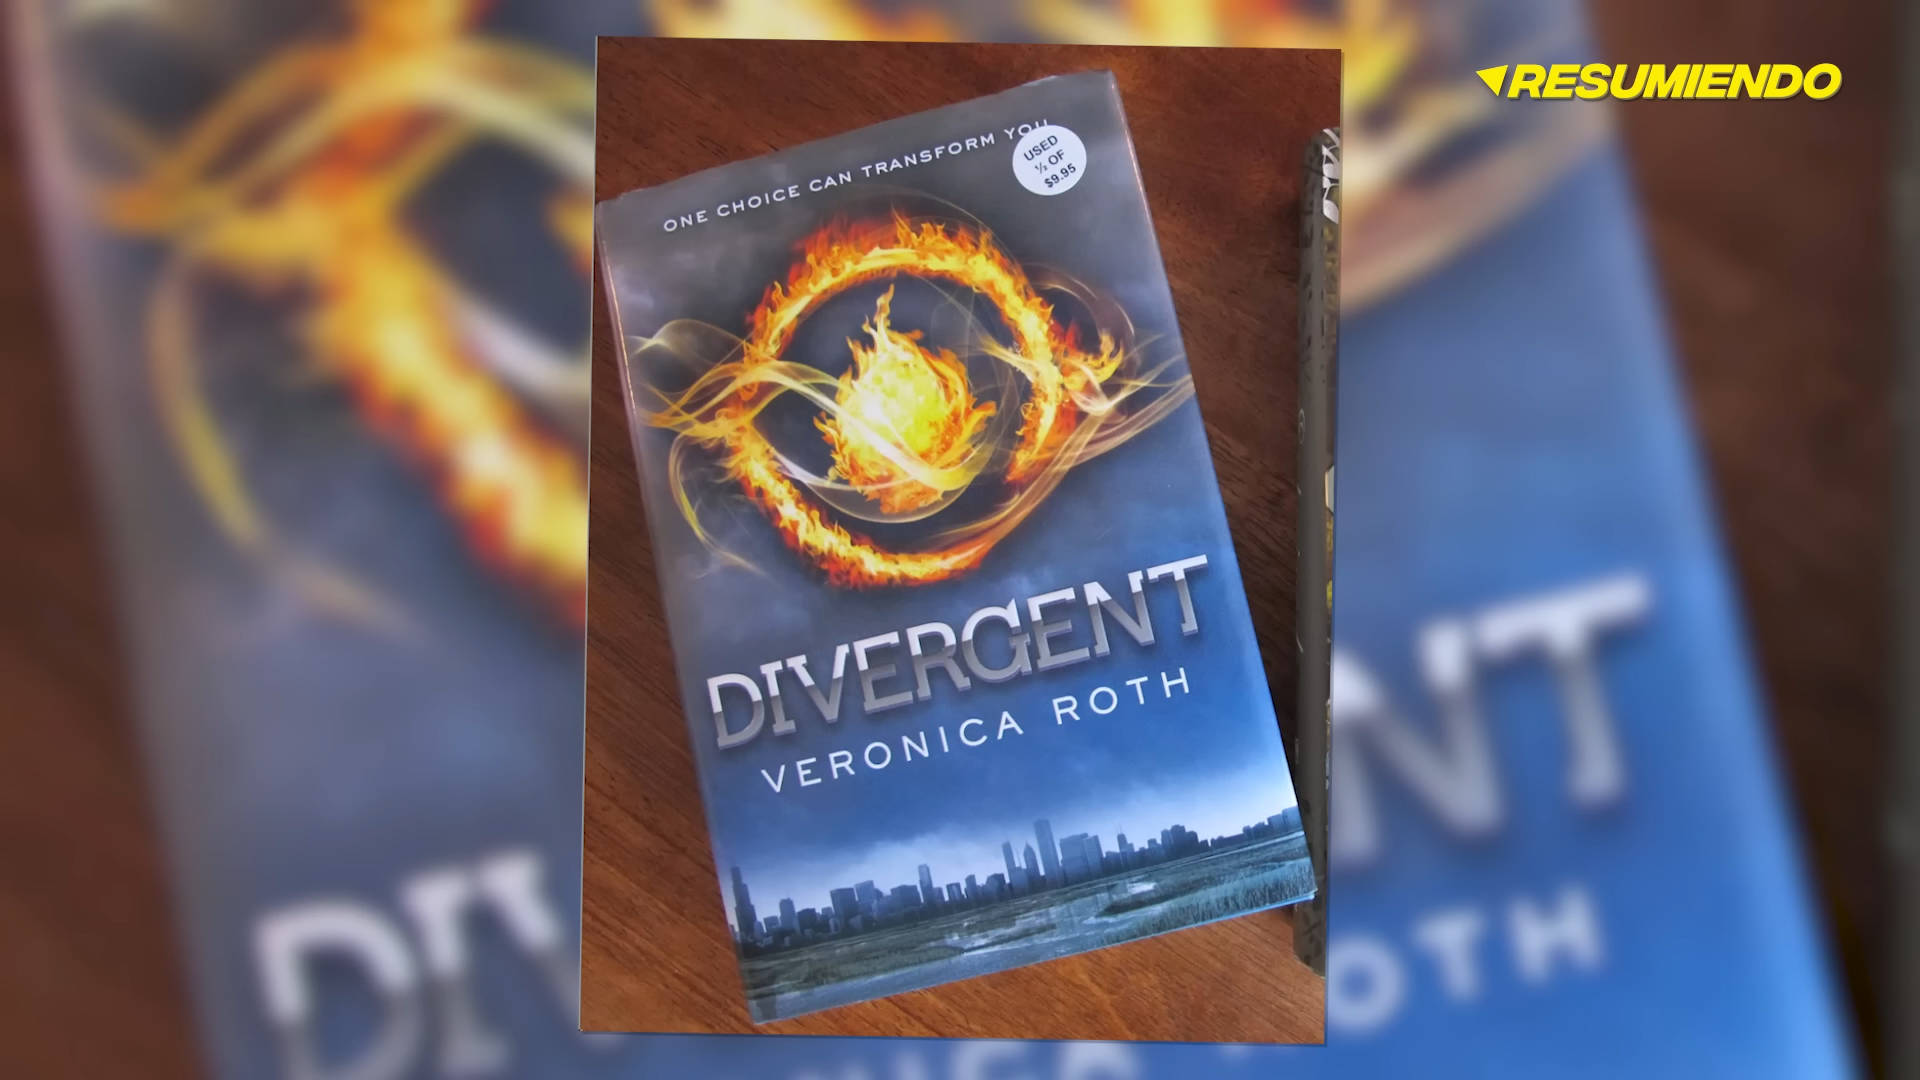 RESUMIENDO
ONE CHOICE CAN TRANSFORM YOU
USED
½ OF
$9.95
DIVERGENT
VERONICA ROTH